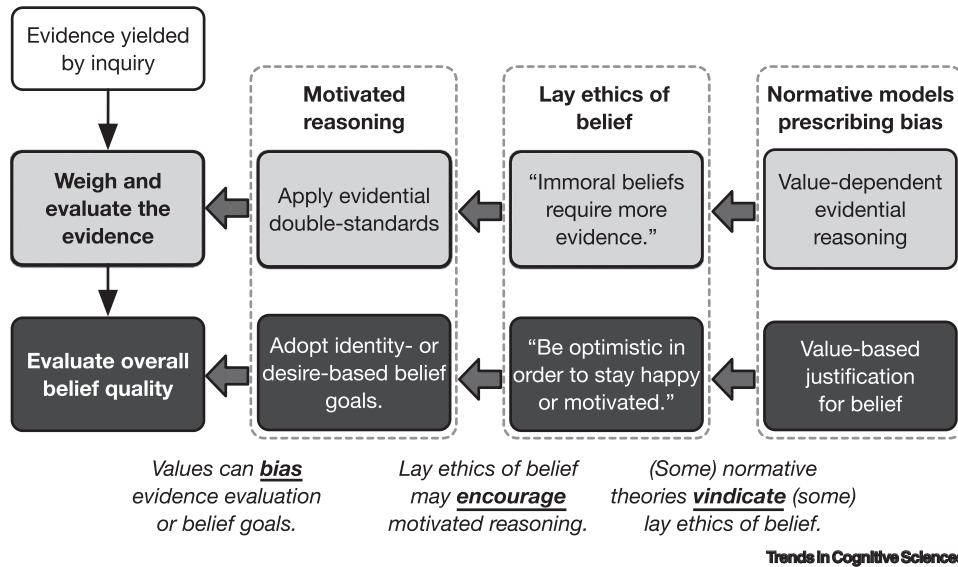 Evidence yielded
by inquiry
Motivated
reasoning
Lay ethics of
belief
Normative models
prescribing bias
Weigh and
evaluate the
evidence
Apply evidential
double-standards
“Immoral beliefs
require more
evidence.”
Value-dependent
evidential
reasoning
Evaluate overall
belief quality
Adopt identity- or
desire-based belief
goals.
“Be optimistic in
order to stay happy
or motivated.”
Value-based
justification
for belief
Values can bias
evidence evaluation
or belief goals.
Lay ethics of belief
may encourage
motivated reasoning.
(Some) normative
theories vindicate (some)
lay ethics of belief.
Trends in Cognitive Sciences